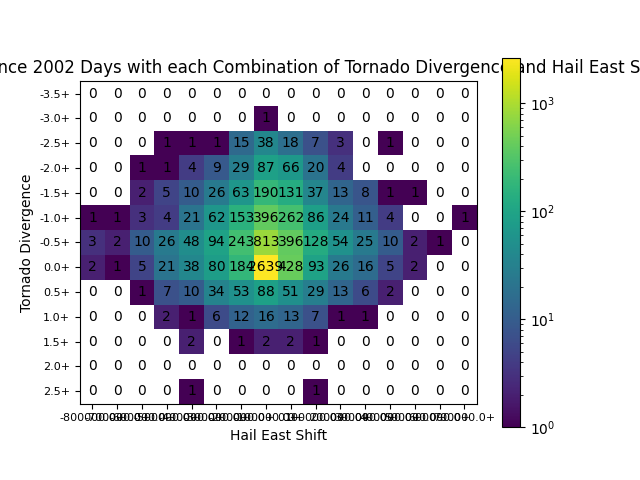 nce 2002 Days with each Combination of Tornado Divergence and Hail East S
-3.5+ 0 0 0 0 0 0 0 0 0 0 0 0 0 0 0 0
-3.0+ 0 0 0 0 0 0 0 1 0 0 0 0 0 0 0 0
-2.5+ 0 0 0 1 1 1 15 38 18 7 3 0 1 0 0 0
-2.0+ 0 0 1 1 4 9 29 87 66 20 4 0 0 0 0 0
-1.5+ 0 0 2 5 10 26 63 190 131 37 13 8 1 1 0 0
-1.0+ 1 1 3 4 21 62 153 396 262 86 24 11 4 0 0 1
-0.5+ 3 2 10 26 48 94 243 813 396 128 54 25 10 2 1 0
0.0+ 2 1 5 21 38 80 184 2639 428 93 26 16 5 2 0 0
0.5+ 0 0 1 7 10 34 53 88 51 29 13 6 2 0 0 0
1.0+ 0 0 0 2 1 6 12 16 13 7 1 1 0 0 0 0
1.5+ 0 0 0 0 2 0 1 2 2 1 0 0 0 0 0 0
2.0+ 0 0 0 0 0 0 0 0 0 0 0 0 0 0 0 0
2.5+ 0 0 0 0 1 0 0 0 0 1 0 0 0 0 0 0
Tornado Divergence
Hail East Shift
10³
10²
10¹
10⁰